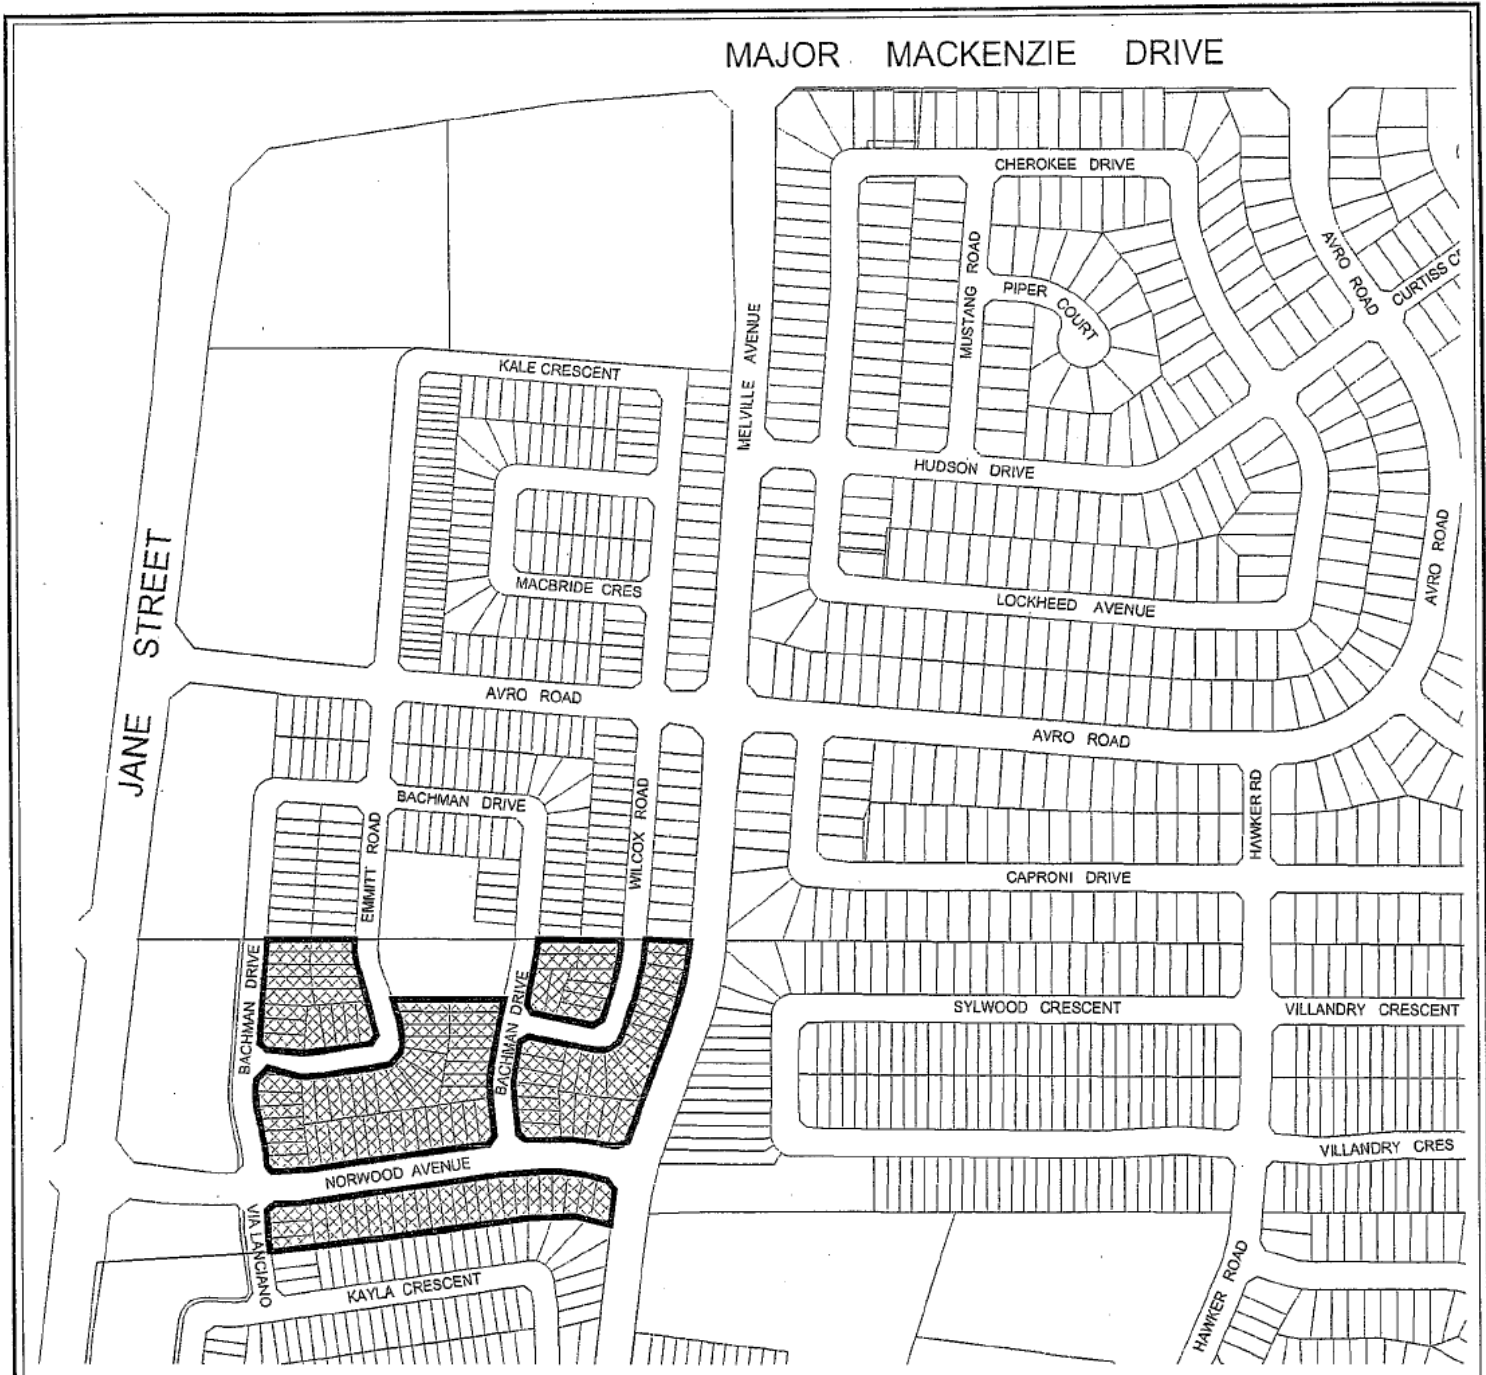 MAJOR MACKENZIE DRIVE
CHEROKEE DRIVE
AVRO ROAD
MUSTANG ROAD
PIPER COURT
MELVILLE AVENUE
KALE CRESCENT
HUDSON DRIVE
JANE STREET
AVRO ROAD
MACBRIDE CRES
LOCKHEED AVENUE
AVRO ROAD
AVRO ROAD
BACHMAN DRIVE
WILCOX ROAD
HAWKER RD
EMMITT ROAD
CAPRONI DRIVE
BACHMAN DRIVE
BACHMAN DRIVE
SYLWOOD CRESCENT
VILLANDRY CRESCENT
VILLANDRY CRES
NORWOOD AVENUE
VIA LANCIANO
KAYLA CRESCENT
HAWKER ROAD
CURTISS